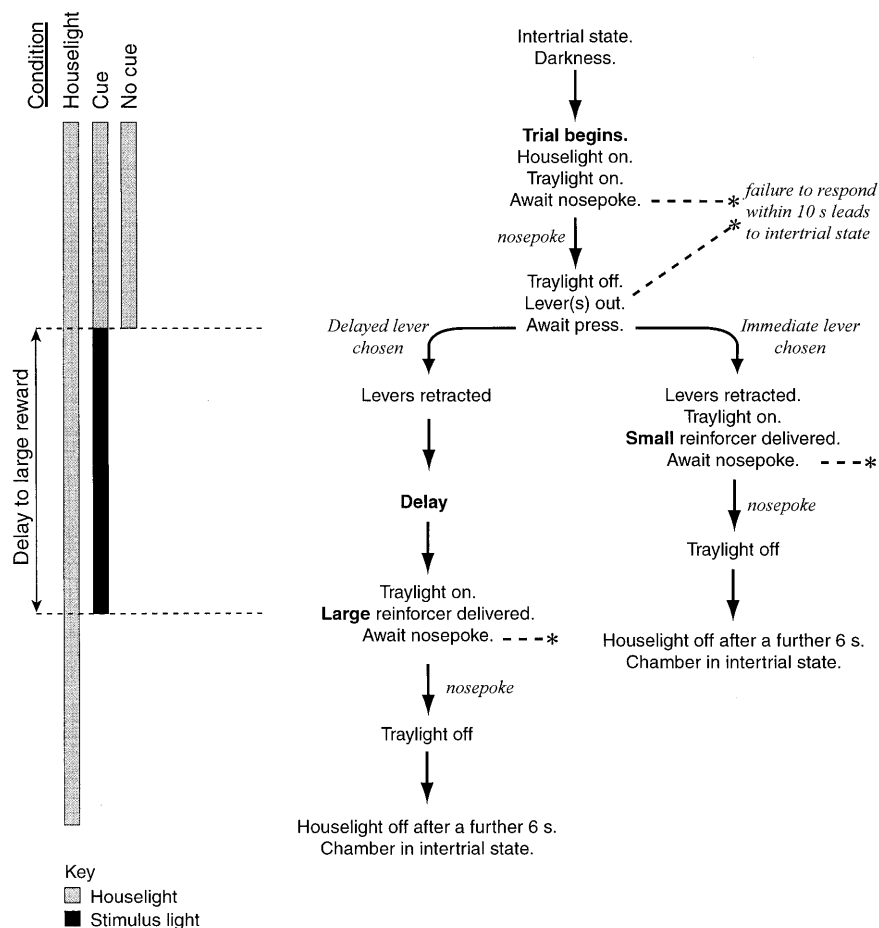 Condition
Houselight
Cue
No cue
Delay to large reward
Intertrial state.
Darkness.
Trial begins.
Houselight on.
Traylight on.
Await nosepoke.
failure to respond
within 10 s leads
to intertrial state
nosepoke
Traylight off.
Lever(s) out.
Await press.
Delayed lever
chosen
Immediate lever
chosen
Levers retracted
Delay
Traylight on.
Large reinforcer delivered.
Await nosepoke.
nosepoke
Traylight off
Houselight off after a further 6 s.
Chamber in intertrial state.
Levers retracted.
Traylight on.
Small reinforcer delivered.
Await nosepoke.
nosepoke
Traylight off
Houselight off after a further 6 s.
Chamber in intertrial state.
Key
Houselight
Stimulus light